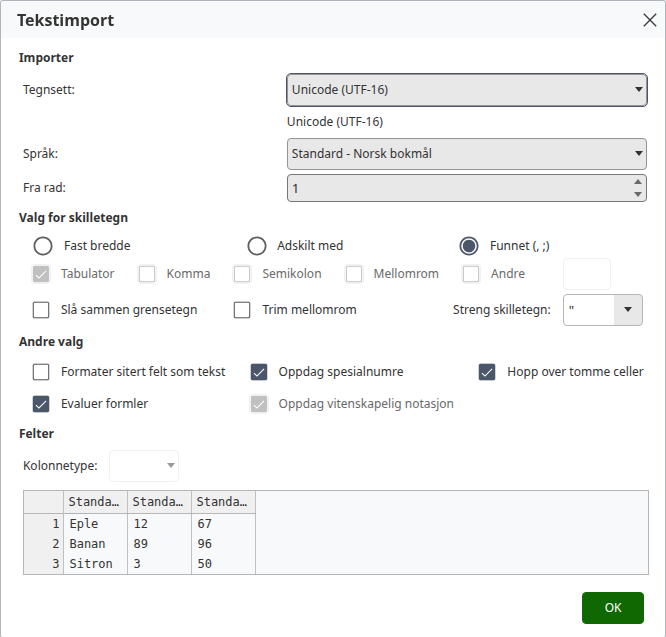 Tekstimport
Importer
Tegnsett: Unicode (UTF-16)
Unicode (UTF-16)
Språk: Standard - Norsk bokmål
Fra rad: 1
Valg for skilletegn
Fast bredde Adskilt med Funnet (, ;)
Tabulator Komma Semikolon Mellomrom Andre
Slå sammen grensetegn Trim mellomrom Streng skilletegn: "
Andre valg
Formater sitert felt som tekst Oppdag spesialnumre Hopp over tomme celler
Evaluer formler Oppdag vitenskapelig notasjon
Felter
Kolonnetype:
Standa... Standa... Standa...
1 Eple 12 67
2 Banan 89 96
3 Sitron 3 50
OK